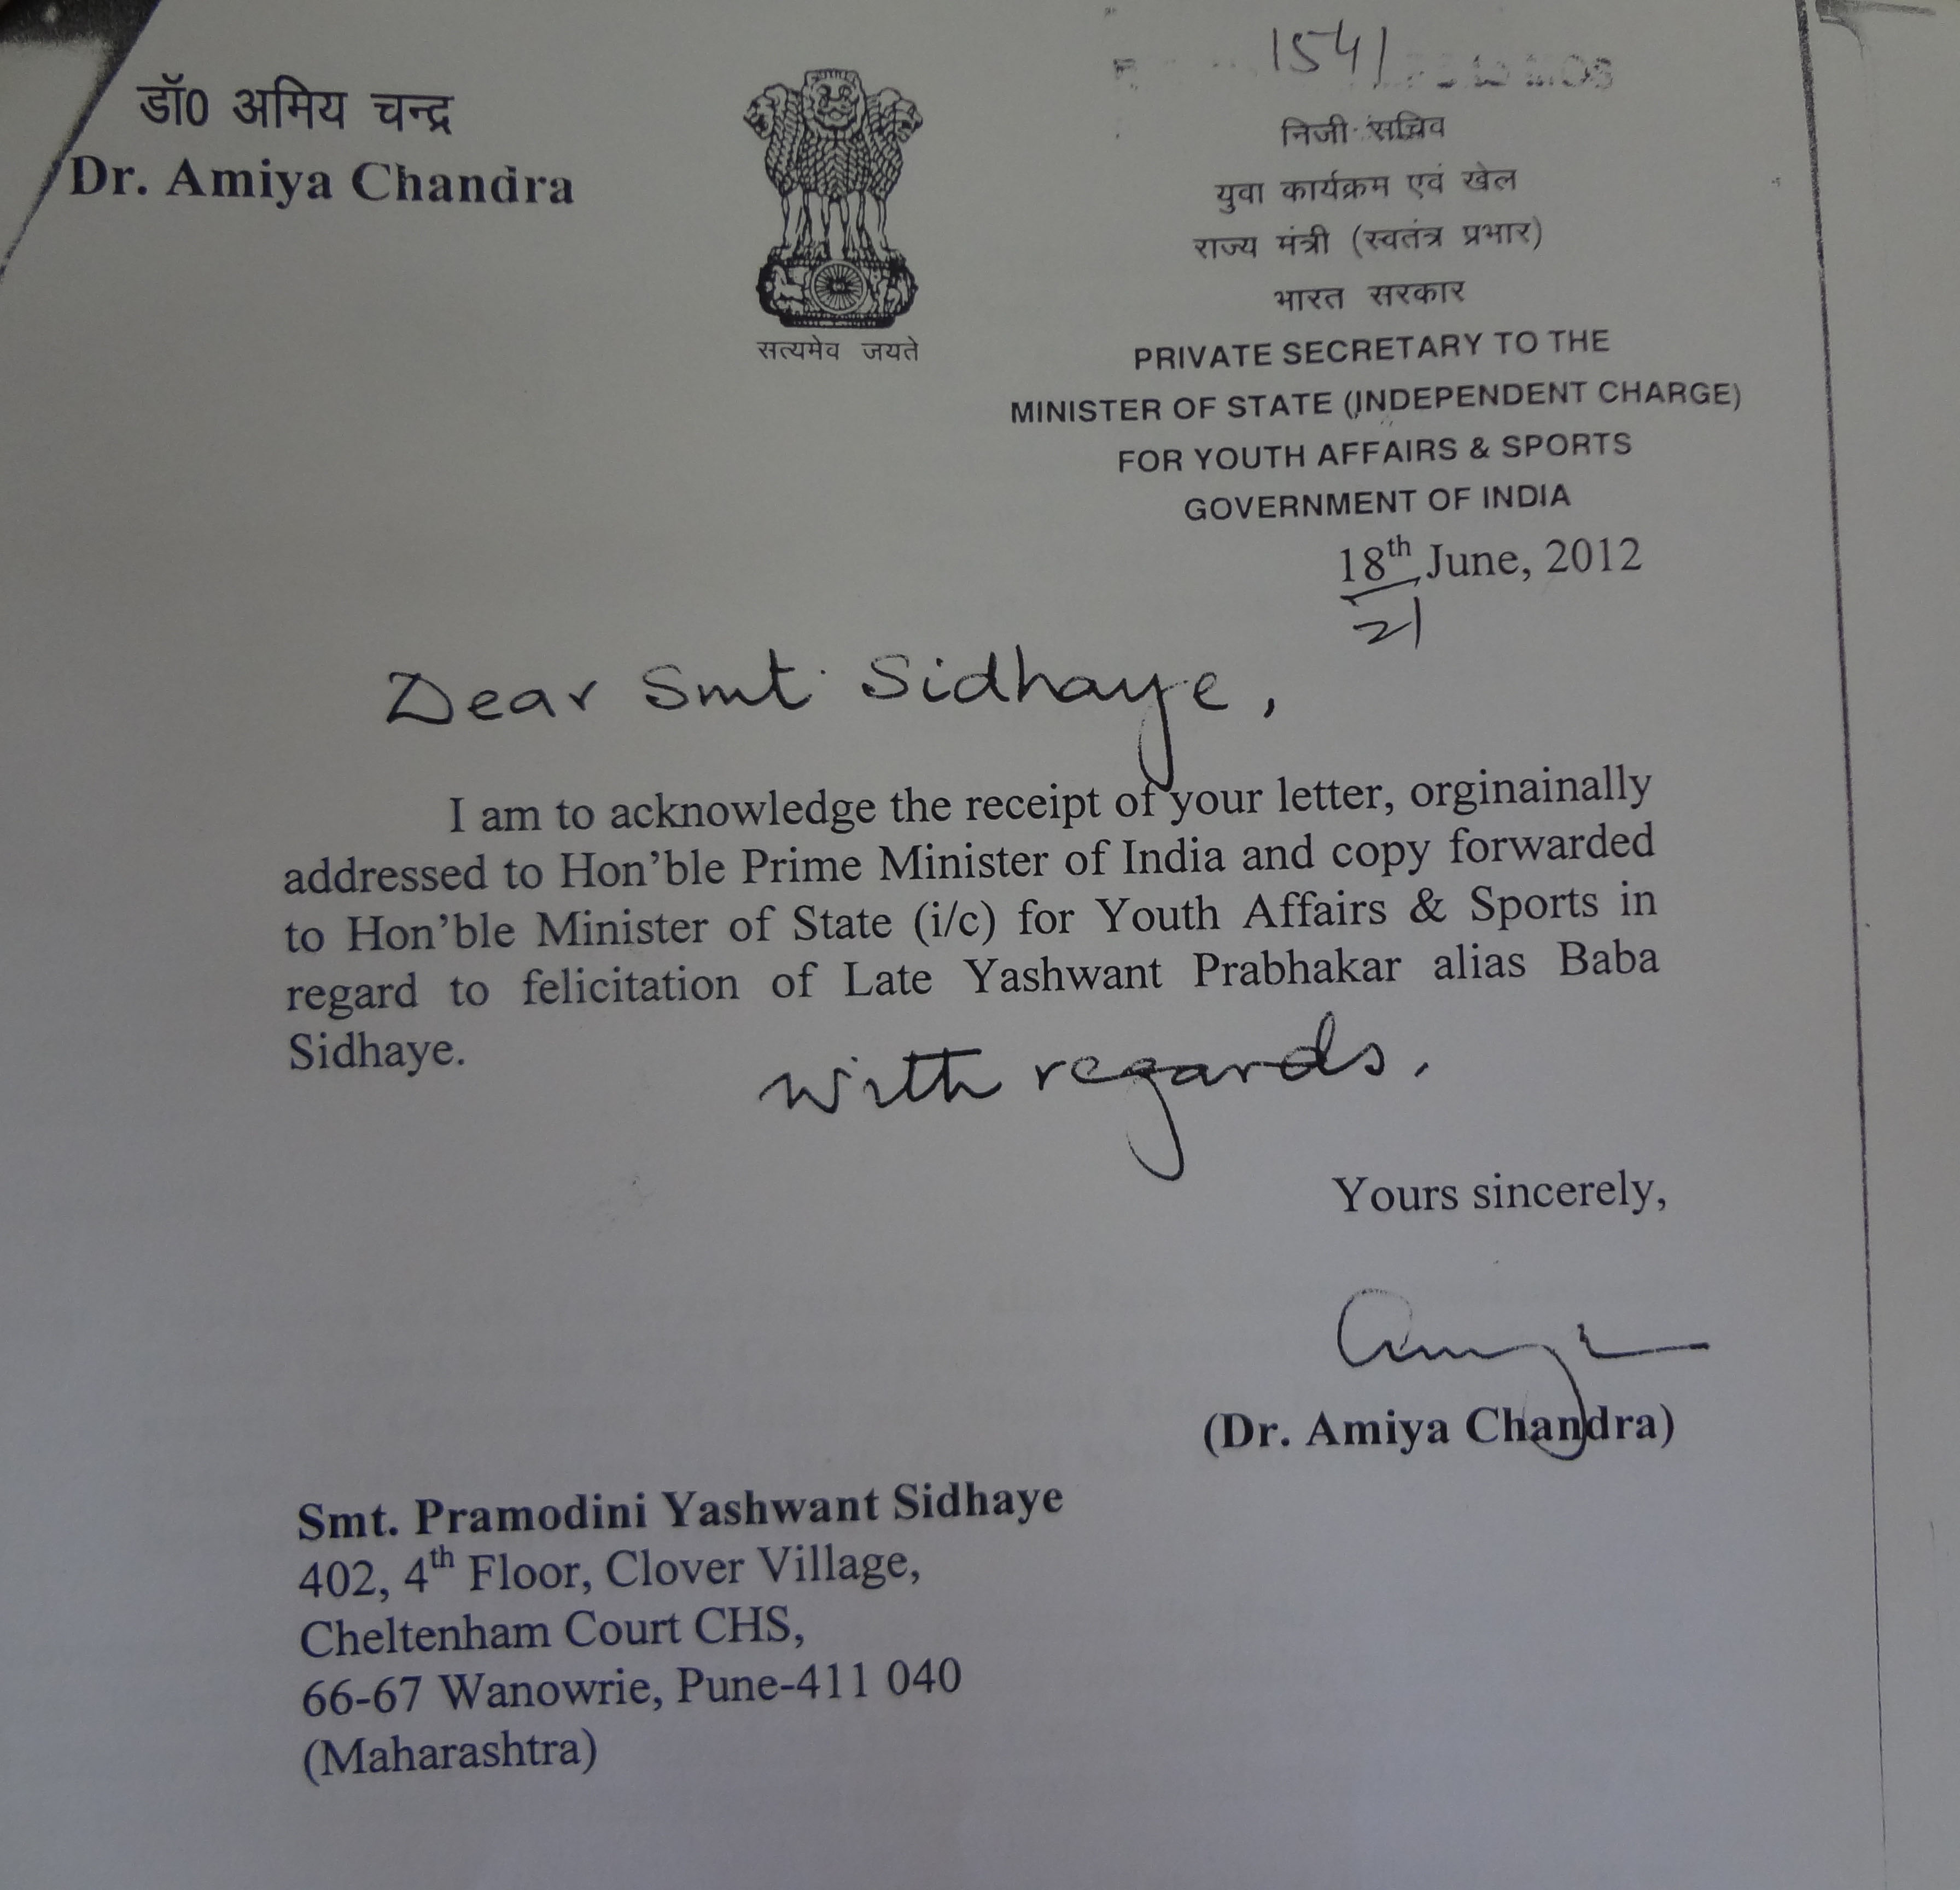 डॉ0 अमिय चन्द्र
Dr. Amiya Chandra
सत्यमेव जयते
1541
निजी सचिव
युवा कार्यक्रम एवं खेल
राज्य मंत्री (स्वतंत्र प्रभार)
भारत सरकार
PRIVATE SECRETARY TO THE
MINISTER OF STATE (INDEPENDENT CHARGE)
FOR YOUTH AFFAIRS & SPORTS
GOVERNMENT OF INDIA
18th June, 2012
21
Dear Smt. Sidhaye,
I am to acknowledge the receipt of your letter, orginainally
addressed to Hon'ble Prime Minister of India and copy forwarded
to Hon'ble Minister of State (i/c) for Youth Affairs & Sports in
regard to felicitation of Late Yashwant Prabhakar alias Baba
Sidhaye.
With regards,
Yours sincerely,
(Dr. Amiya Chandra)
Smt. Pramodini Yashwant Sidhaye
402, 4th Floor, Clover Village,
Cheltenham Court CHS,
66-67 Wanowrie, Pune-411 040
(Maharashtra)